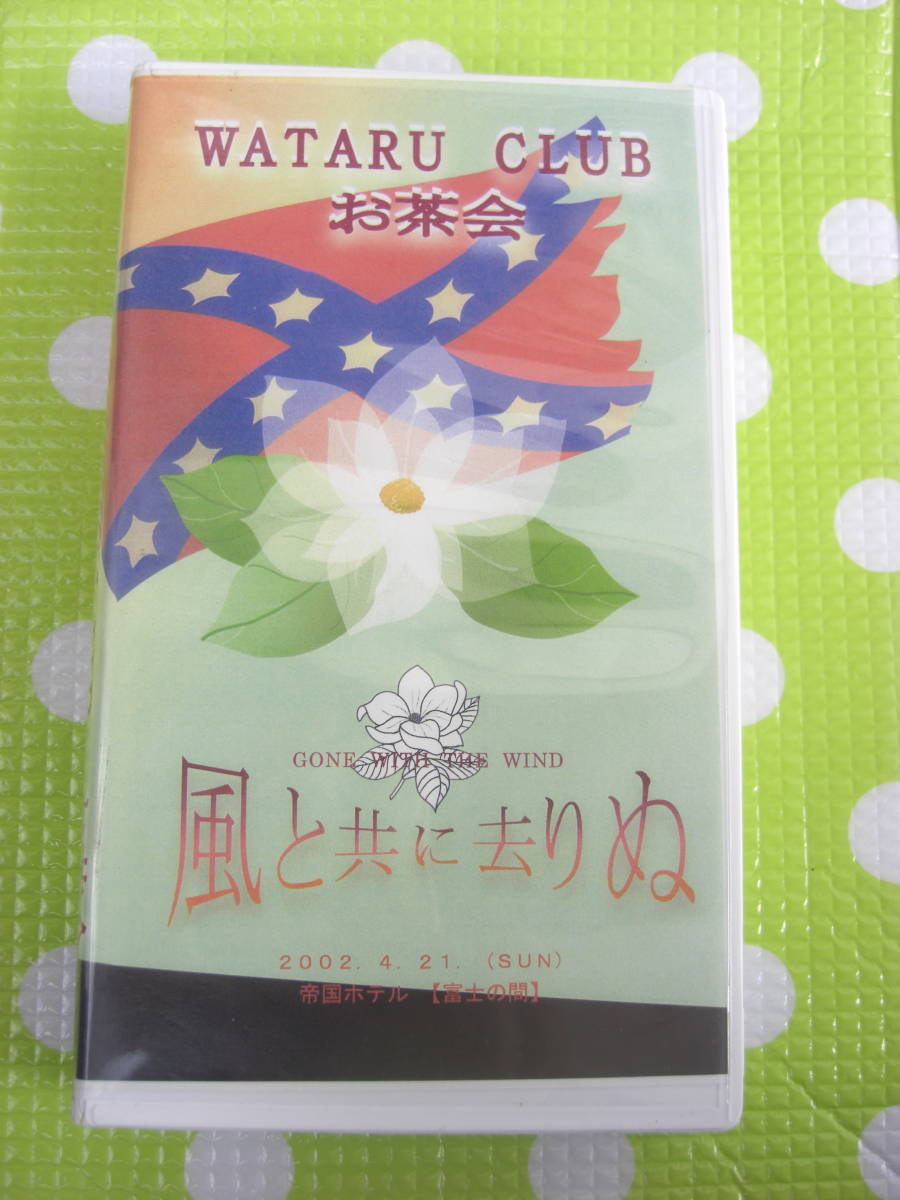 WATARU CLUB
お茶会
GONE WITH THE WIND
風と共に去りぬ
2002. 4. 21. (SUN)
帝国ホテル 【富士の間】